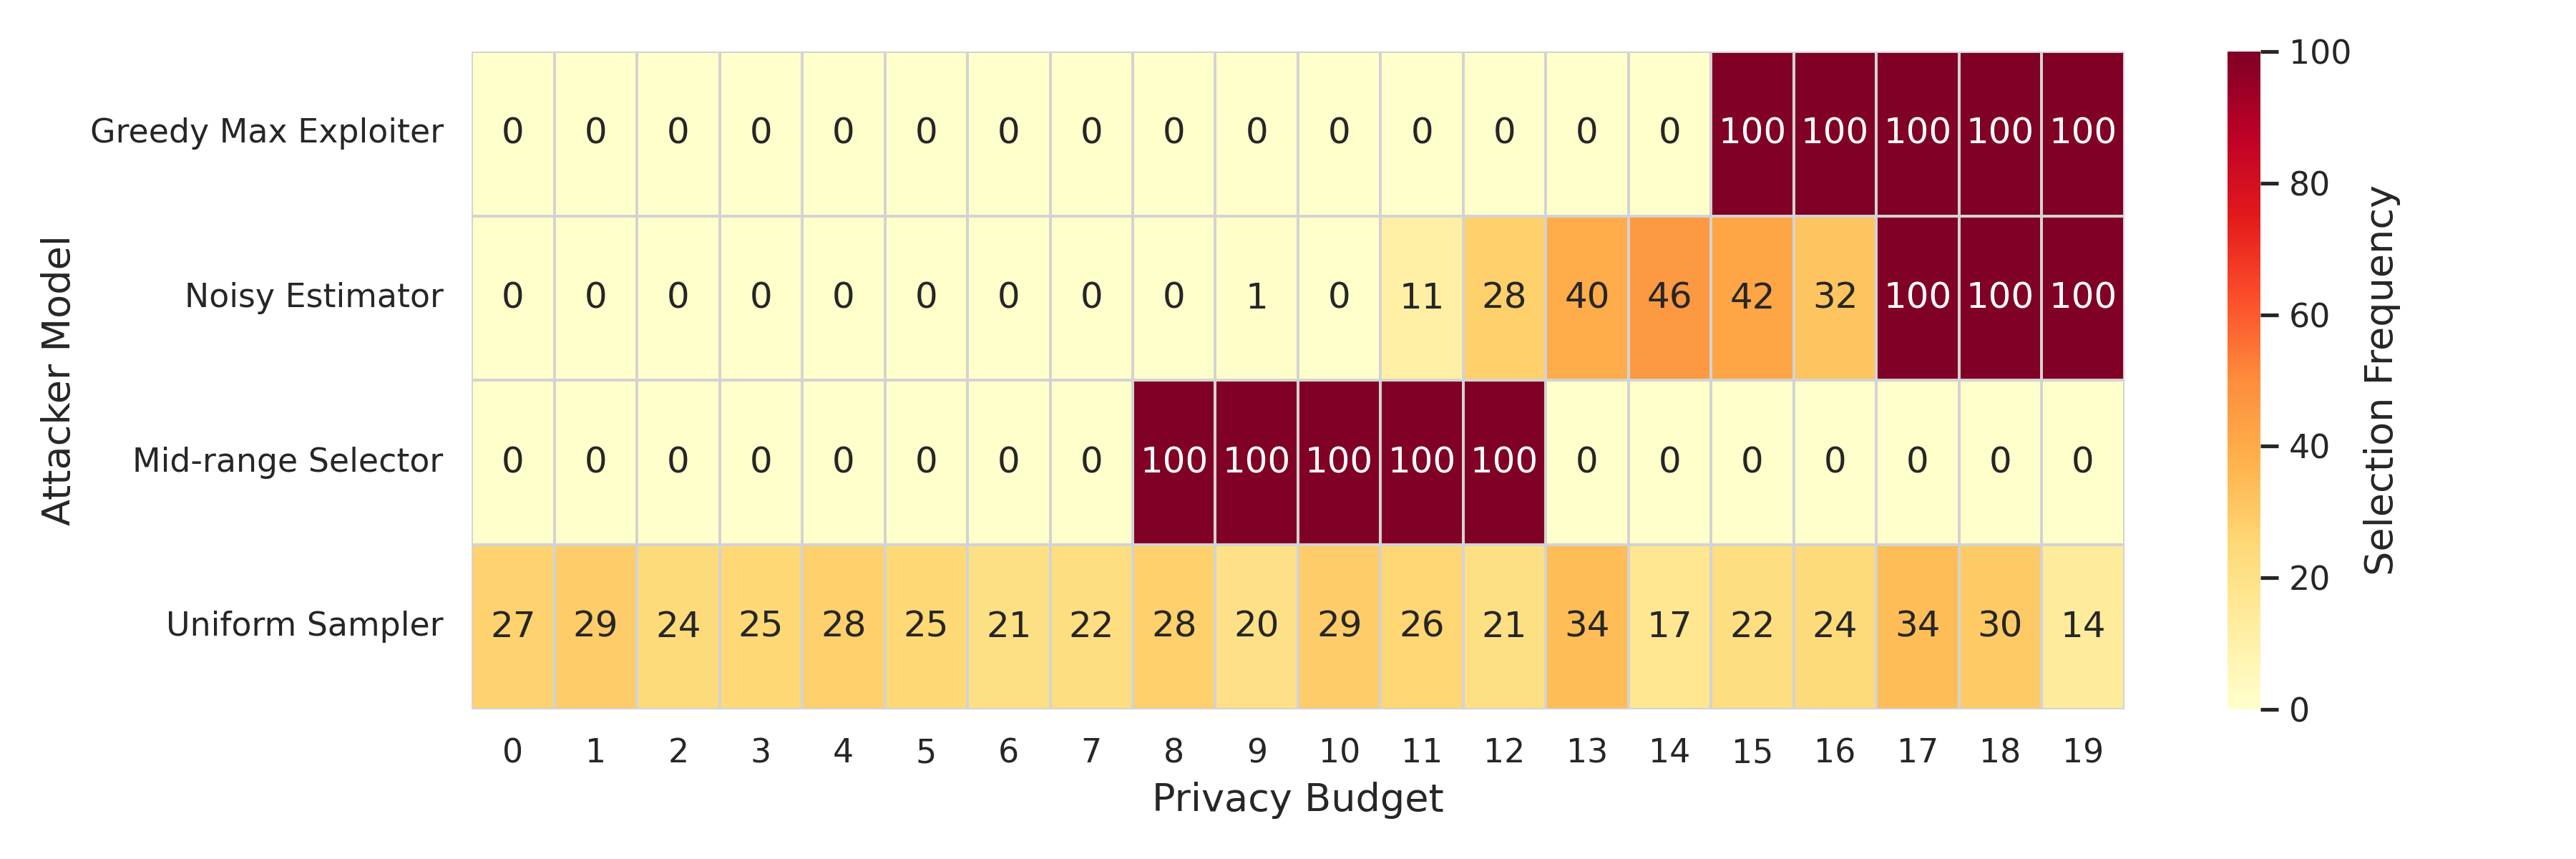 Greedy Max Exploiter 0 0 0 0 0 0 0 0 0 0 0 0 0 0 0 100 100 100 100 100
Noisy Estimator 0 0 0 0 0 0 0 0 0 1 0 11 28 40 46 42 32 100 100 100
Mid-range Selector 0 0 0 0 0 0 0 0 100 100 100 100 100 0 0 0 0 0 0 0
Uniform Sampler 27 29 24 25 28 25 21 22 28 20 29 26 21 34 17 22 24 34 30 14
0 1 2 3 4 5 6 7 8 9 10 11 12 13 14 15 16 17 18 19
Privacy Budget
Attacker Model
100
80
60
40
20
0
Selection Frequency